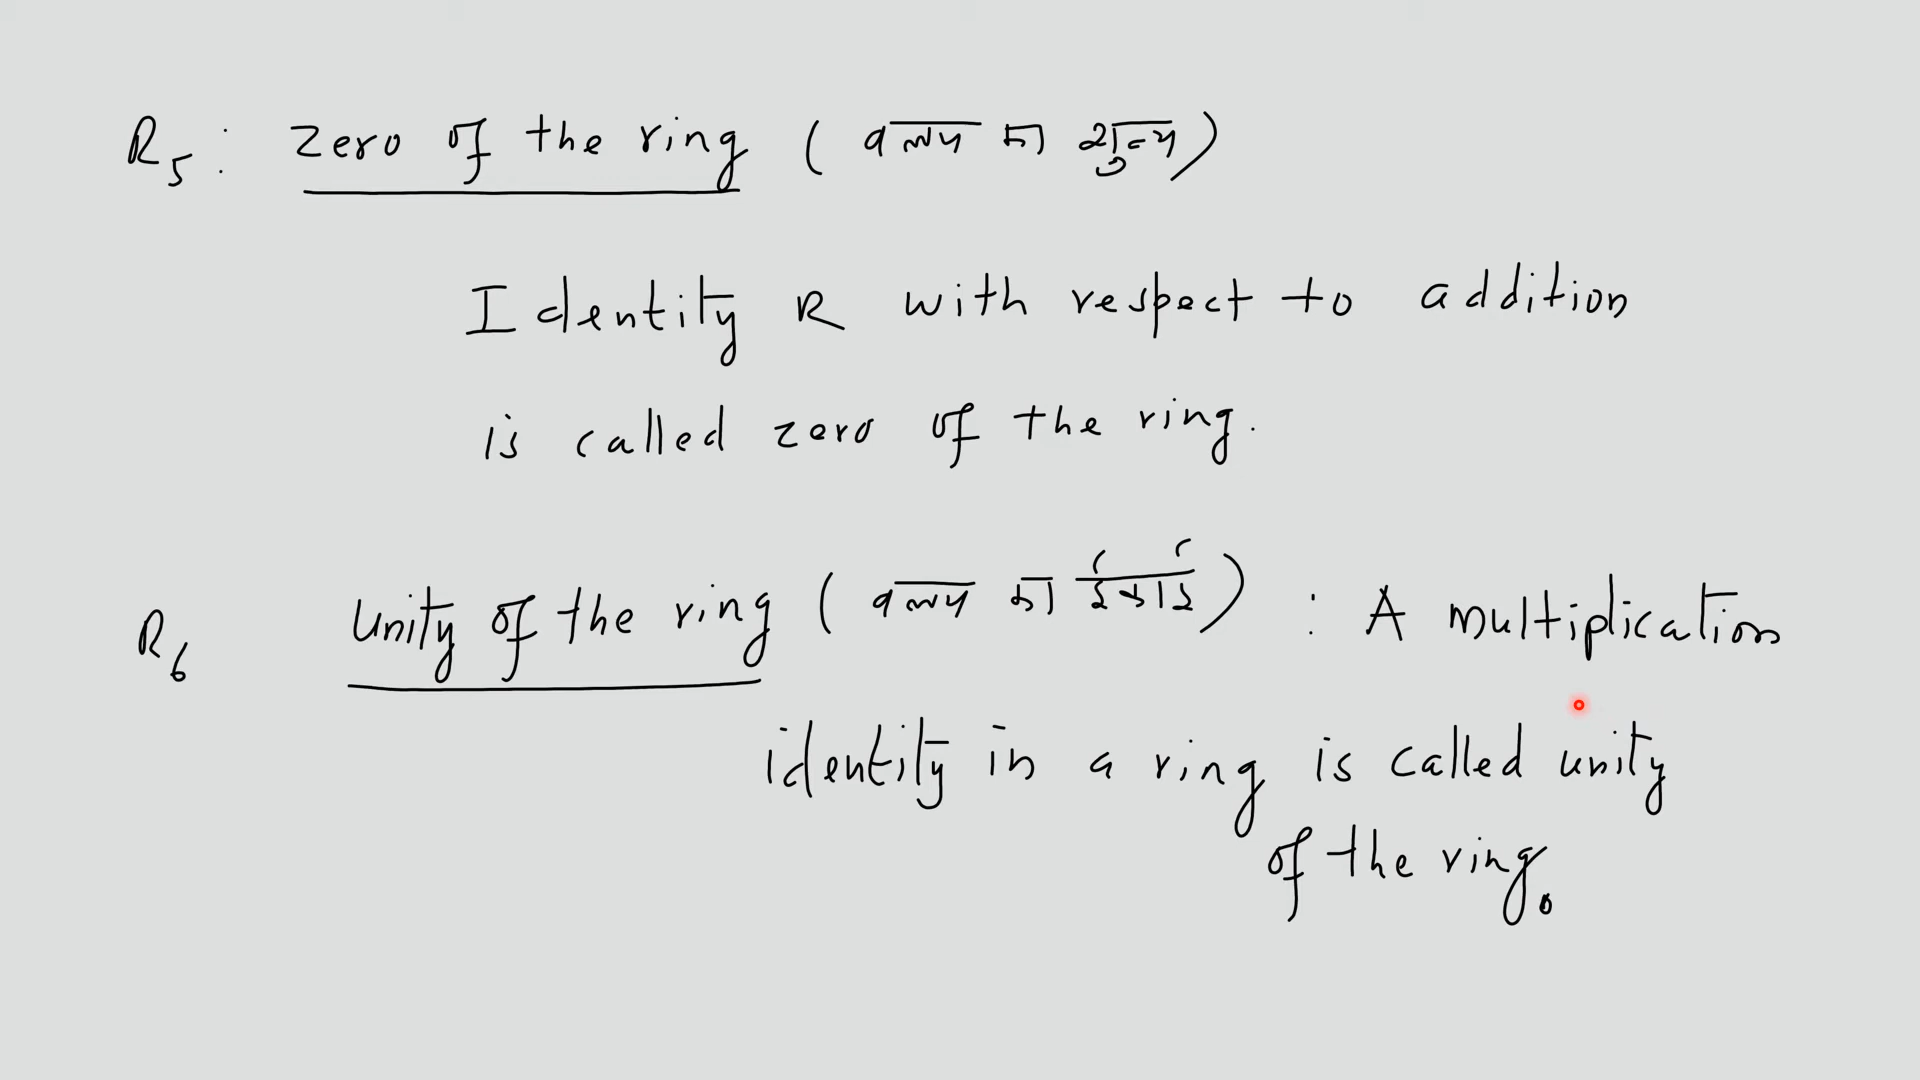 R₅ : Zero of the ring ( वलय का शून्य )
Identity R with respect to addition
is called zero of the ring.
R₆ Unity of the ring ( वलय का इकाई ) : A multiplication
identity in a ring is called unity
of the ring.